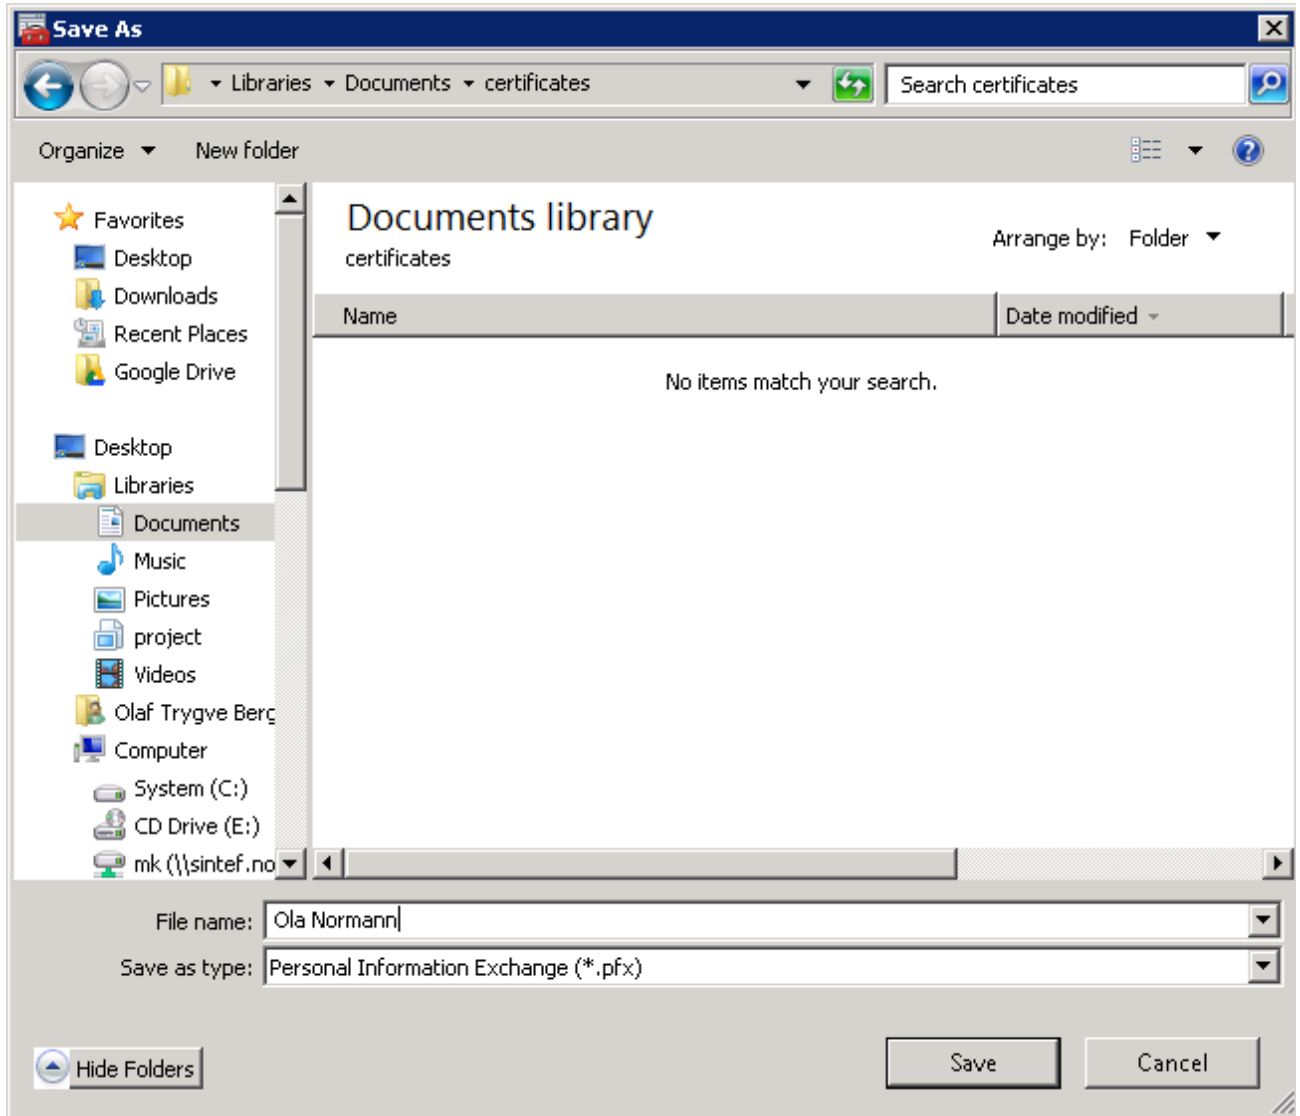 Save As
Libraries Documents certificates
Search certificates
Organize New folder
Favorites
Desktop
Downloads
Recent Places
Google Drive
Desktop
Libraries
Documents
Music
Pictures
project
Videos
Olaf Trygve Berg
Computer
System (C:)
CD Drive (E:)
mk (\\sintef.no
Documents library
certificates
Arrange by: Folder
Name Date modified
No items match your search.
File name: Ola Normann
Save as type: Personal Information Exchange (*.pfx)
Hide Folders Save Cancel